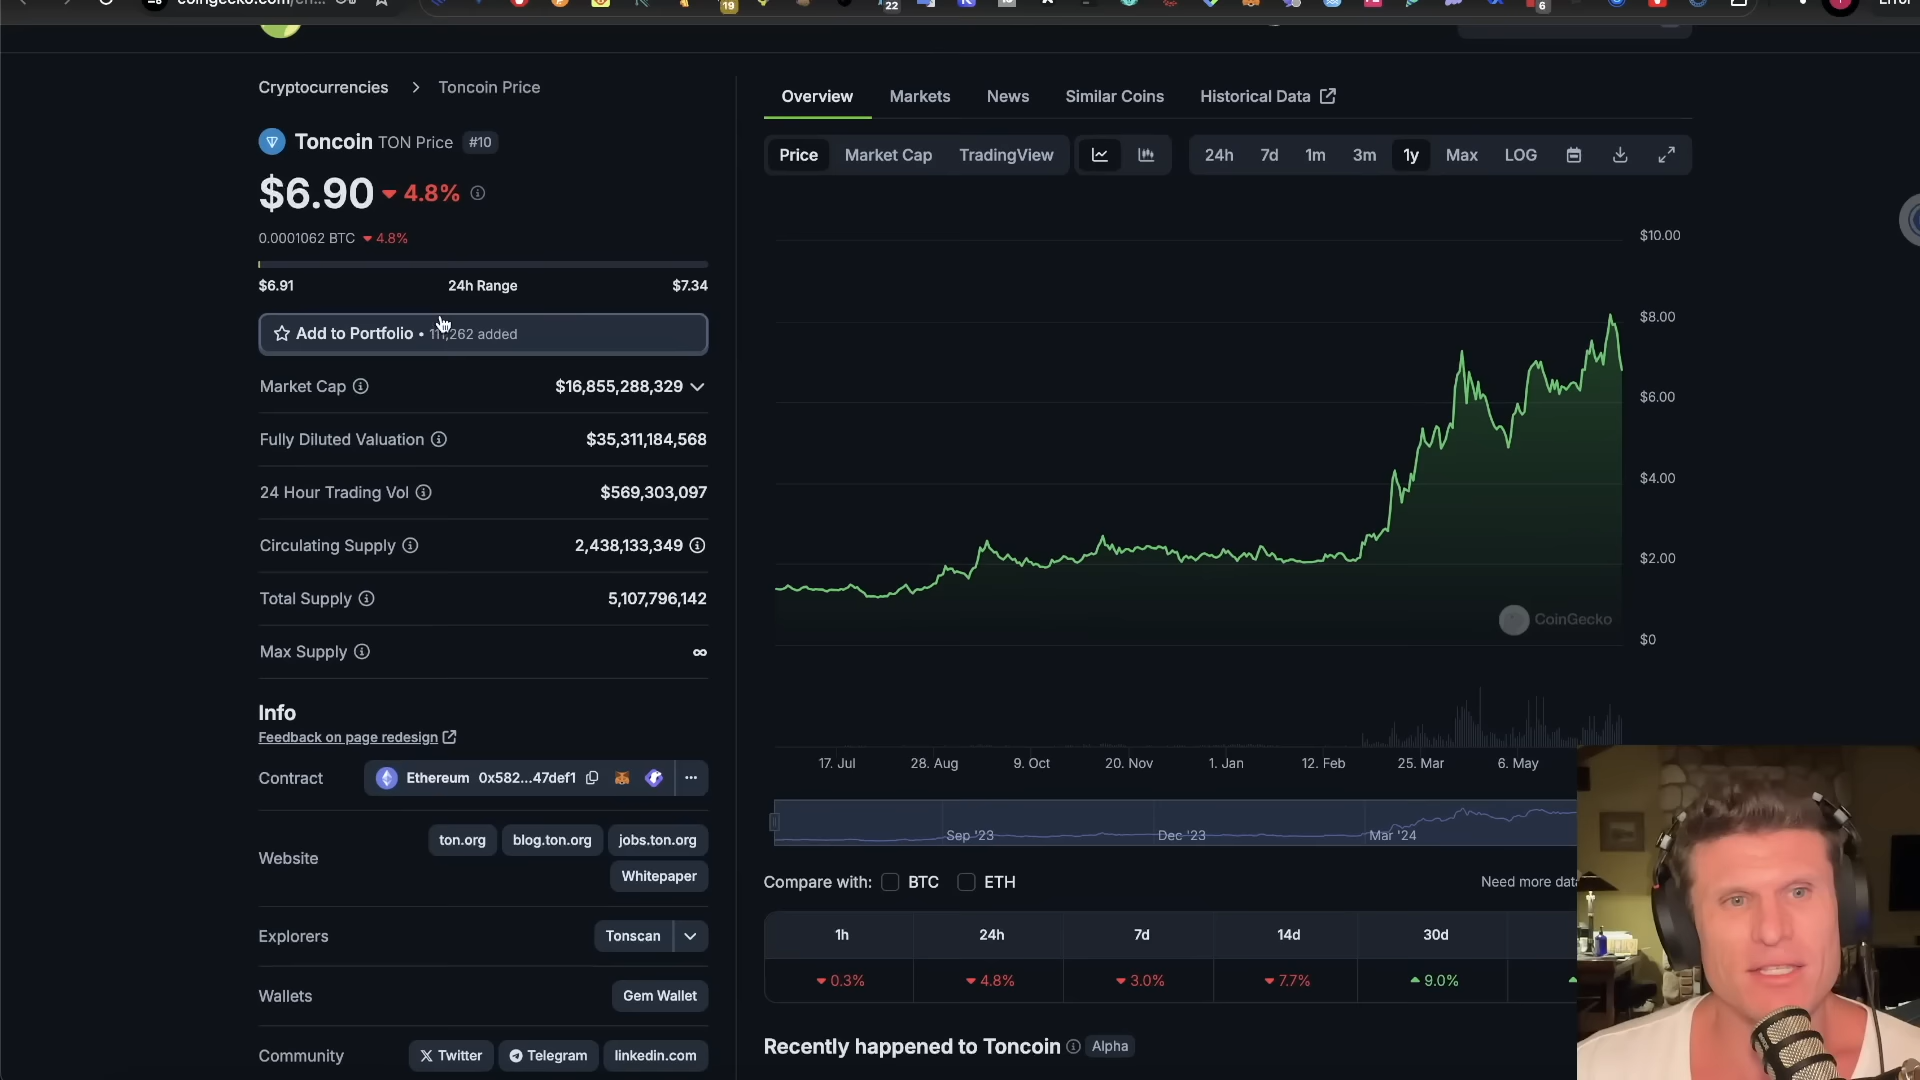 22
19
6
Cryptocurrencies > Toncoin Price
Toncoin TON Price #10
$6.90 4.8%
0.0001062 BTC 4.8%
$6.91 24h Range $7.34
Add to Portfolio • 262 added
Market Cap $16,855,288,329
Fully Diluted Valuation $35,311,184,568
24 Hour Trading Vol $569,303,097
Circulating Supply 2,438,133,349
Total Supply 5,107,796,142
Max Supply ∞
Info
Feedback on page redesign
Contract Ethereum 0x582...47def1
Website ton.org blog.ton.org jobs.ton.org
Whitepaper
Explorers Tonscan
Wallets Gem Wallet
Community Twitter Telegram linkedin.com
Overview Markets News Similar Coins Historical Data
Price Market Cap TradingView 24h 7d 1m 3m 1y Max LOG
$10.00
$8.00
$6.00
$4.00
$2.00
CoinGecko
$0
17. Jul 28. Aug 9. Oct 20. Nov 1. Jan 12. Feb 25. Mar 6. May
Sep '23 Dec '23 Mar '24
Compare with: BTC ETH Need more
1h 24h 7d 14d 30d
0.3% 4.8% 3.0% 7.7% 9.0%
Recently happened to Toncoin Alpha